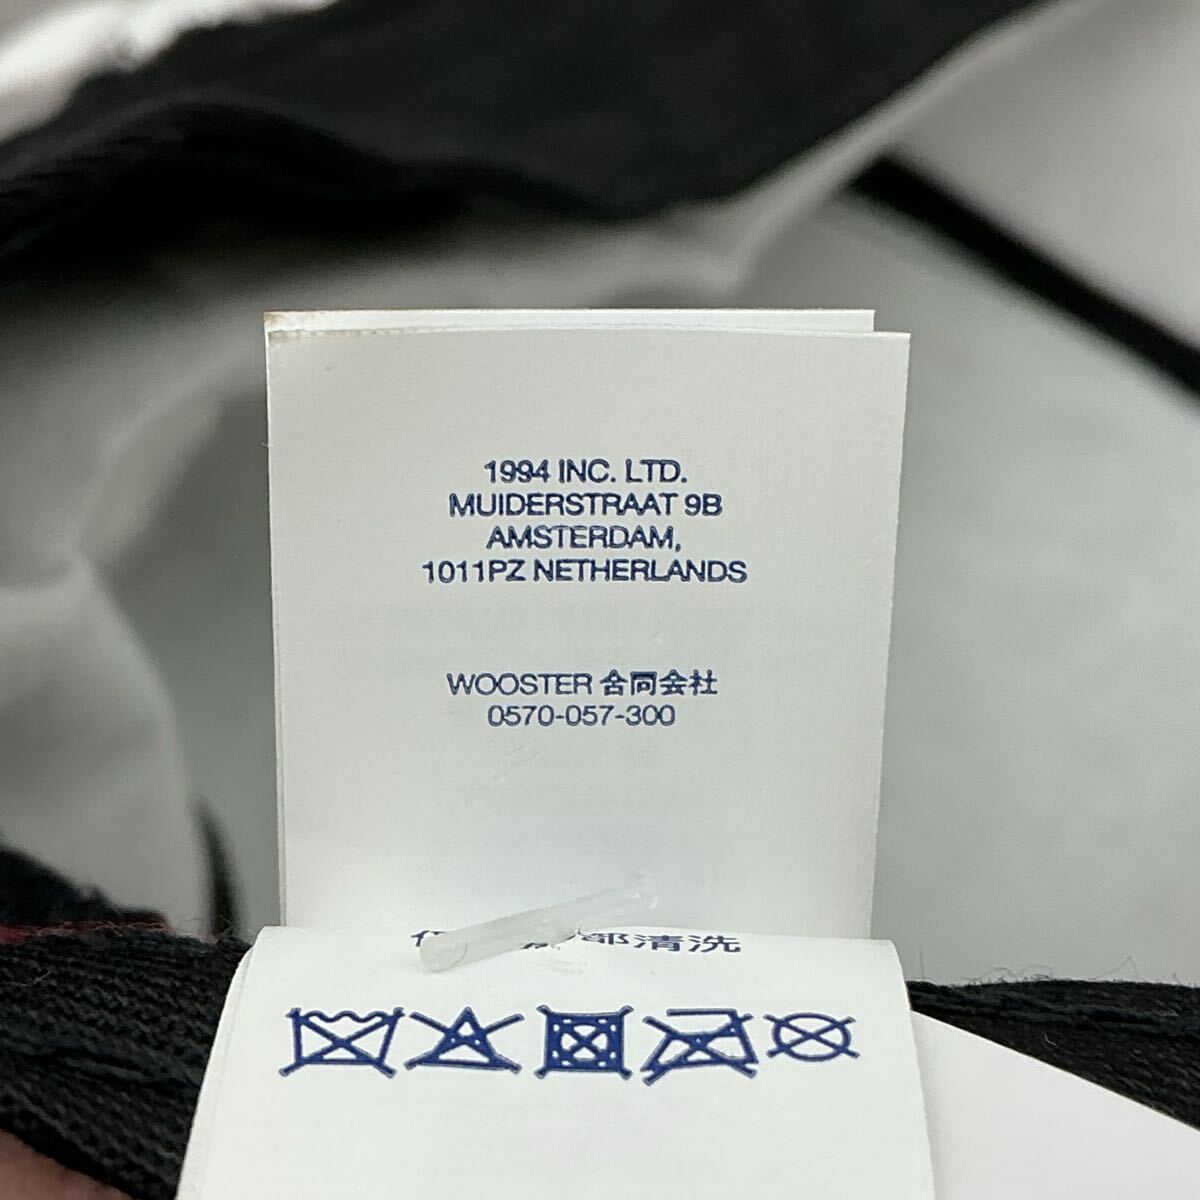 1994 INC. LTD.
MUIDERSTRAAT 9B
AMSTERDAM,
1011PZ NETHERLANDS
WOOSTER 合同会社
0570-057-300
部清洗